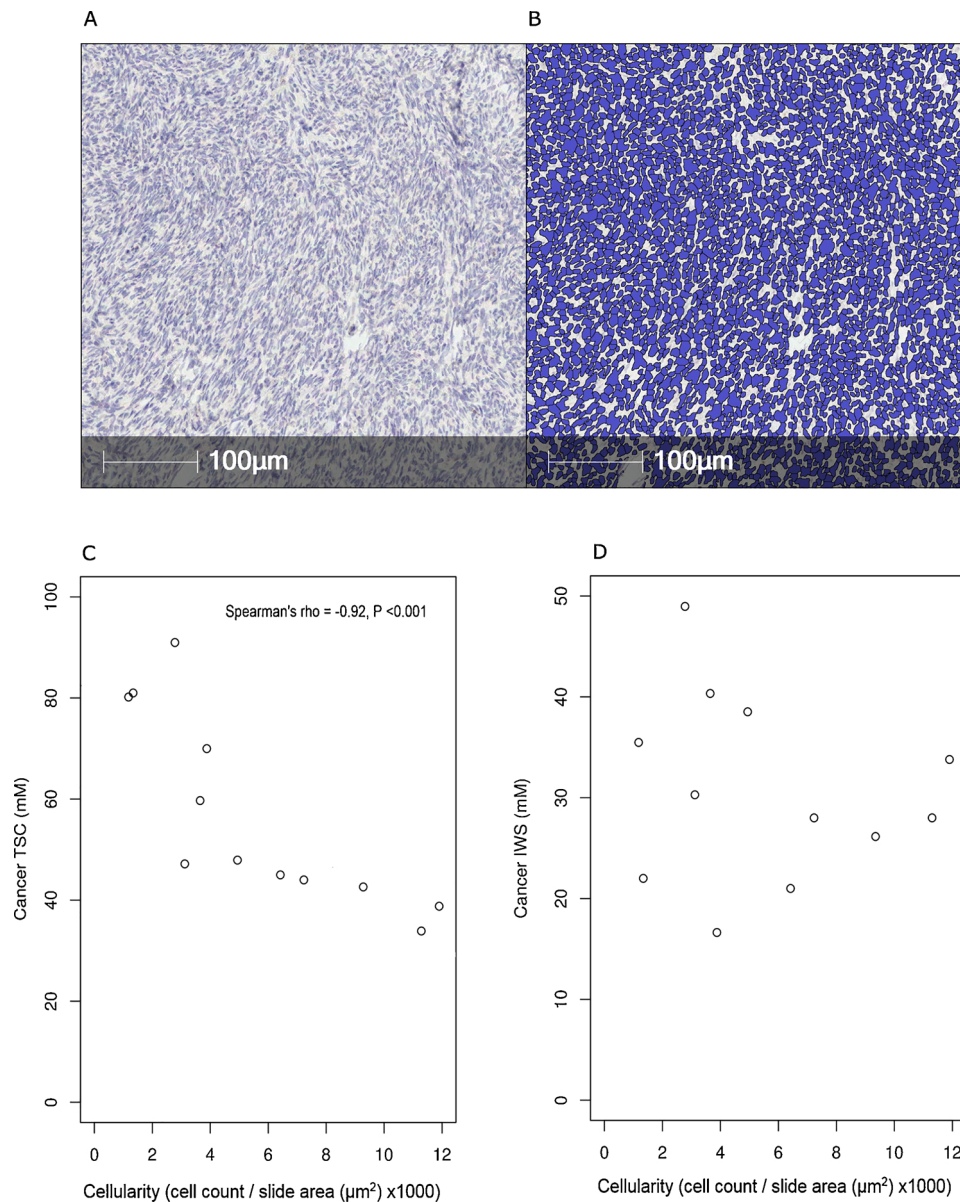 A
B
100µm
100µm
C
D
Spearman's rho = -0.92, P <0.001
100
80
60
40
20
0
Cancer TSC (mM)
0 2 4 6 8 10 12
Cellularity (cell count / slide area (µm²) x1000)
50
40
30
20
10
0
Cancer IWS (mM)
0 2 4 6 8 10 12
Cellularity (cell count / slide area (µm²) x1000)